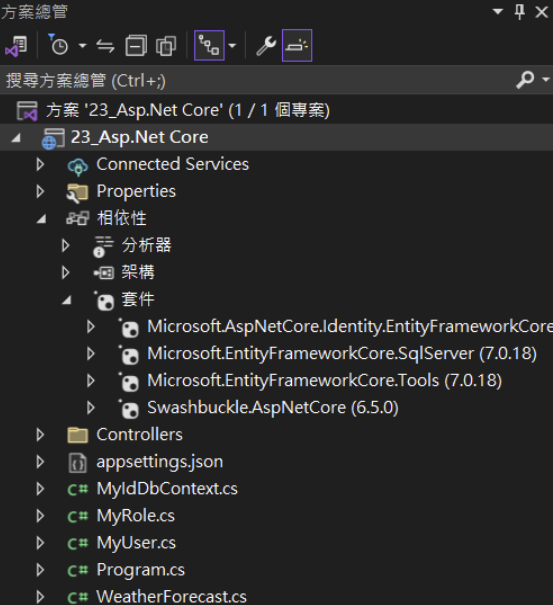 方案總管
搜尋方案總管 (Ctrl+;)
方案 '23_Asp.Net Core' (1 / 1 個專案)
23_Asp.Net Core
Connected Services
Properties
相依性
分析器
架構
套件
Microsoft.AspNetCore.Identity.EntityFrameworkCore
Microsoft.EntityFrameworkCore.SqlServer (7.0.18)
Microsoft.EntityFrameworkCore.Tools (7.0.18)
Swashbuckle.AspNetCore (6.5.0)
Controllers
appsettings.json
C# MyIdDbContext.cs
C# MyRole.cs
C# MyUser.cs
C# Program.cs
C# WeatherForecast.cs